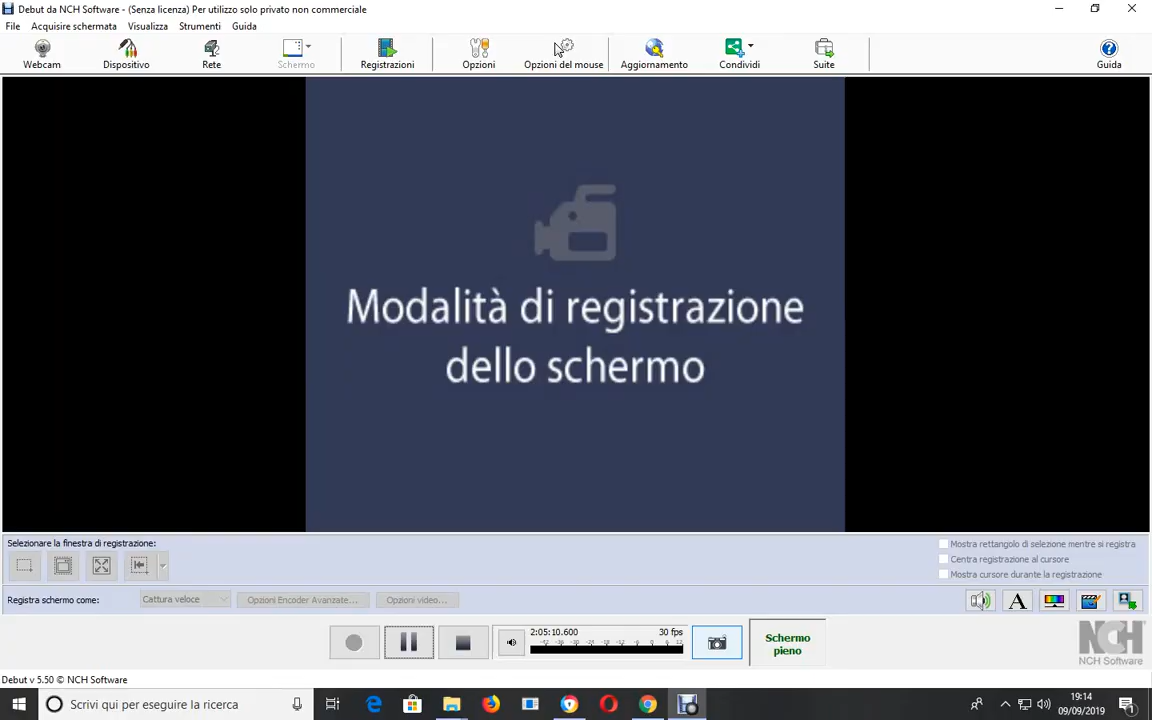 Debut da NCH Software - (Senza licenza) Per utilizzo solo privato non commerciale
File Acquisire schermata Visualizza Strumenti Guida
Webcam Dispositivo Rete Schermo Registrazioni Opzioni Opzioni del mouse Aggiornamento Condividi Suite Guida
Modalità di registrazione
dello schermo
Selezionare la finestra di registrazione:
Mostra rettangolo di selezione mentre si registra
Centra registrazione al cursore
Mostra cursore durante la registrazione
Registra schermo come: Cattura veloce Opzioni Encoder Avanzate... Opzioni video...
2:05:10.600 30 fps
Schermo
pieno
NCH
NCH Software
Debut v 5.50 © NCH Software
Scrivi qui per eseguire la ricerca
19:14
09/09/2019
1